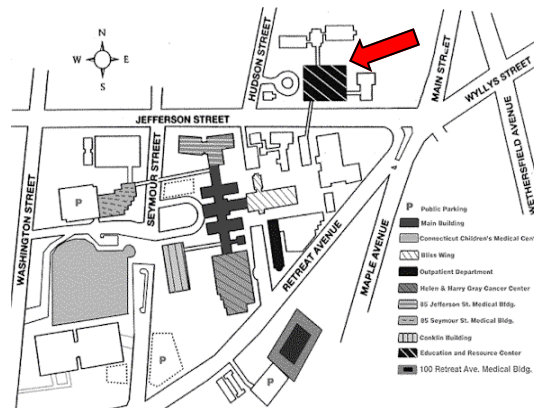 N
W E
S
HUDSON STREET
MAIN STREET
WYLLYS STREET
WETHERSFIELD AVENUE
JEFFERSON STREET
SEYMOUR STREET
WASHINGTON STREET
RETREAT AVENUE
MAPLE AVENUE
P
P
P
P Public Parking
Main Building
Connecticut Children's Medical Cent
Bliss Wing
Outpatient Department
Helen & Harry Gray Cancer Center
85 Jefferson St. Medical Bldg.
85 Seymour St. Medical Bldg.
Conklin Building
Education and Resource Center
100 Retreat Ave. Medical Bldg.